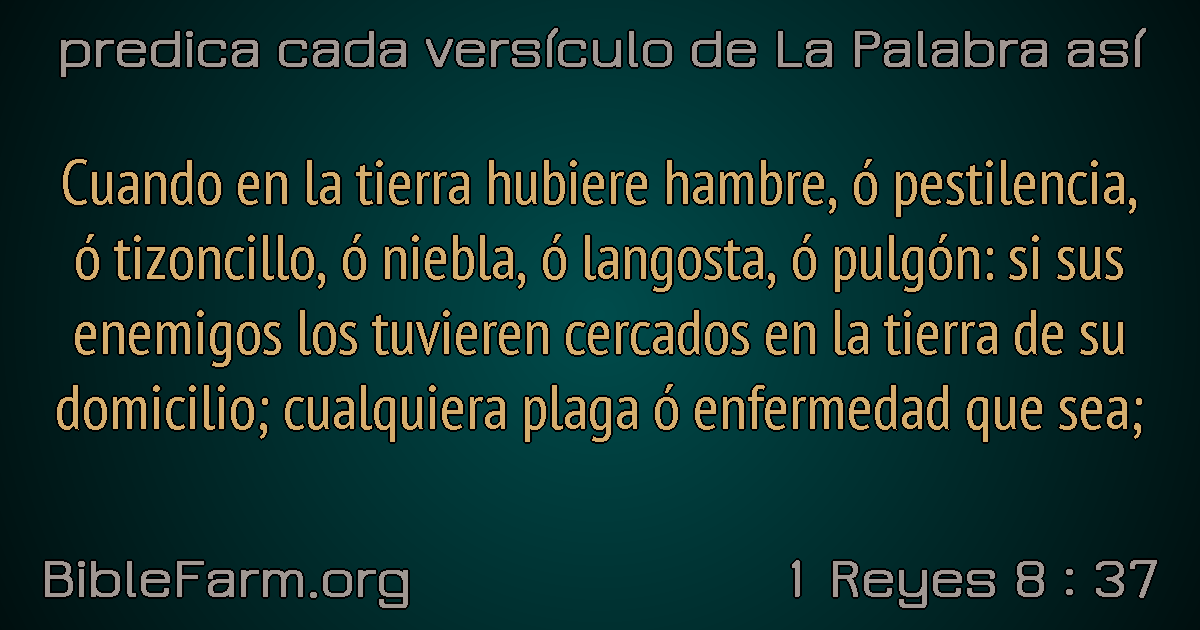 predica cada versículo de La Palabra así
Cuando en la tierra hubiere hambre, ó pestilencia,
ó tizoncillo, ó niebla, ó langosta, ó pulgón: si sus
enemigos los tuvieren cercados en la tierra de su
domicilio; cualquiera plaga ó enfermedad que sea;
BibleFarm.org
1 Reyes 8 : 37